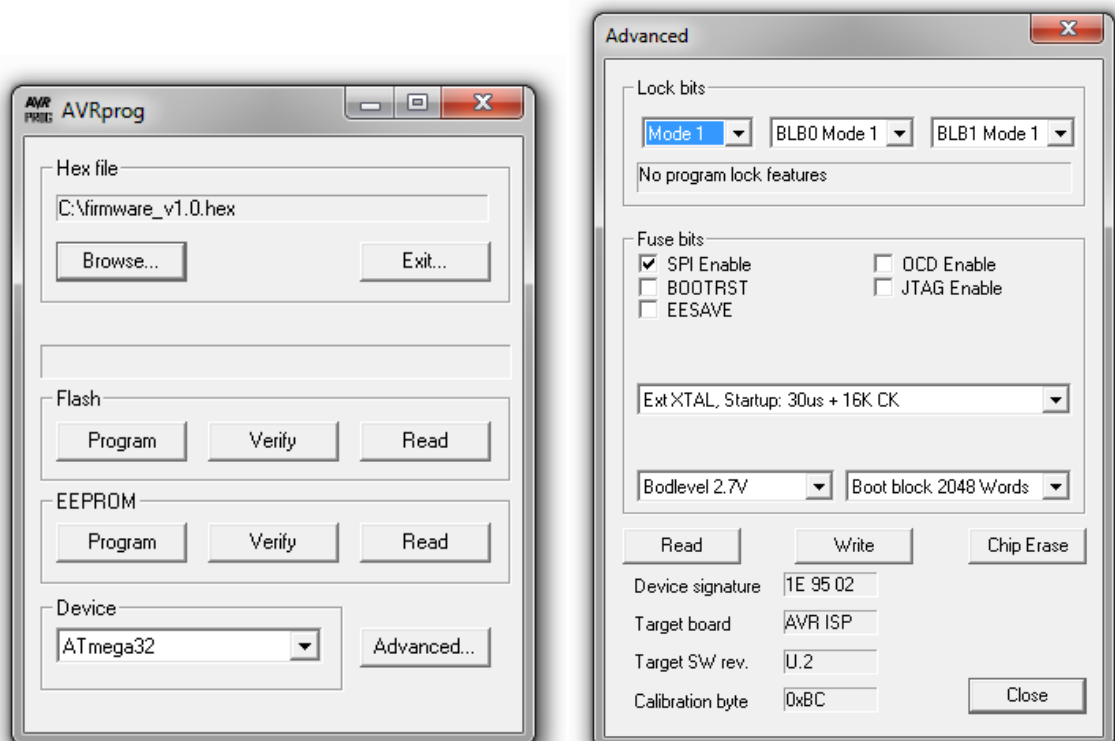 AVR PROG AVRprog
Hex file
C:\firmware_v1.0.hex
Browse... Exit...
Flash
Program Verify Read
EEPROM
Program Verify Read
Device
ATmega32 Advanced...
Advanced
Lock bits
Mode 1 BLB0 Mode 1 BLB1 Mode 1
No program lock features
Fuse bits
SPI Enable OCD Enable
BOOTRST JTAG Enable
EESAVE
Ext XTAL, Startup: 30us + 16K CK
Bodlevel 2.7V Boot block 2048 Words
Read Write Chip Erase
Device signature 1E 95 02
Target board AVR ISP
Target SW rev. U.2
Calibration byte 0xBC Close